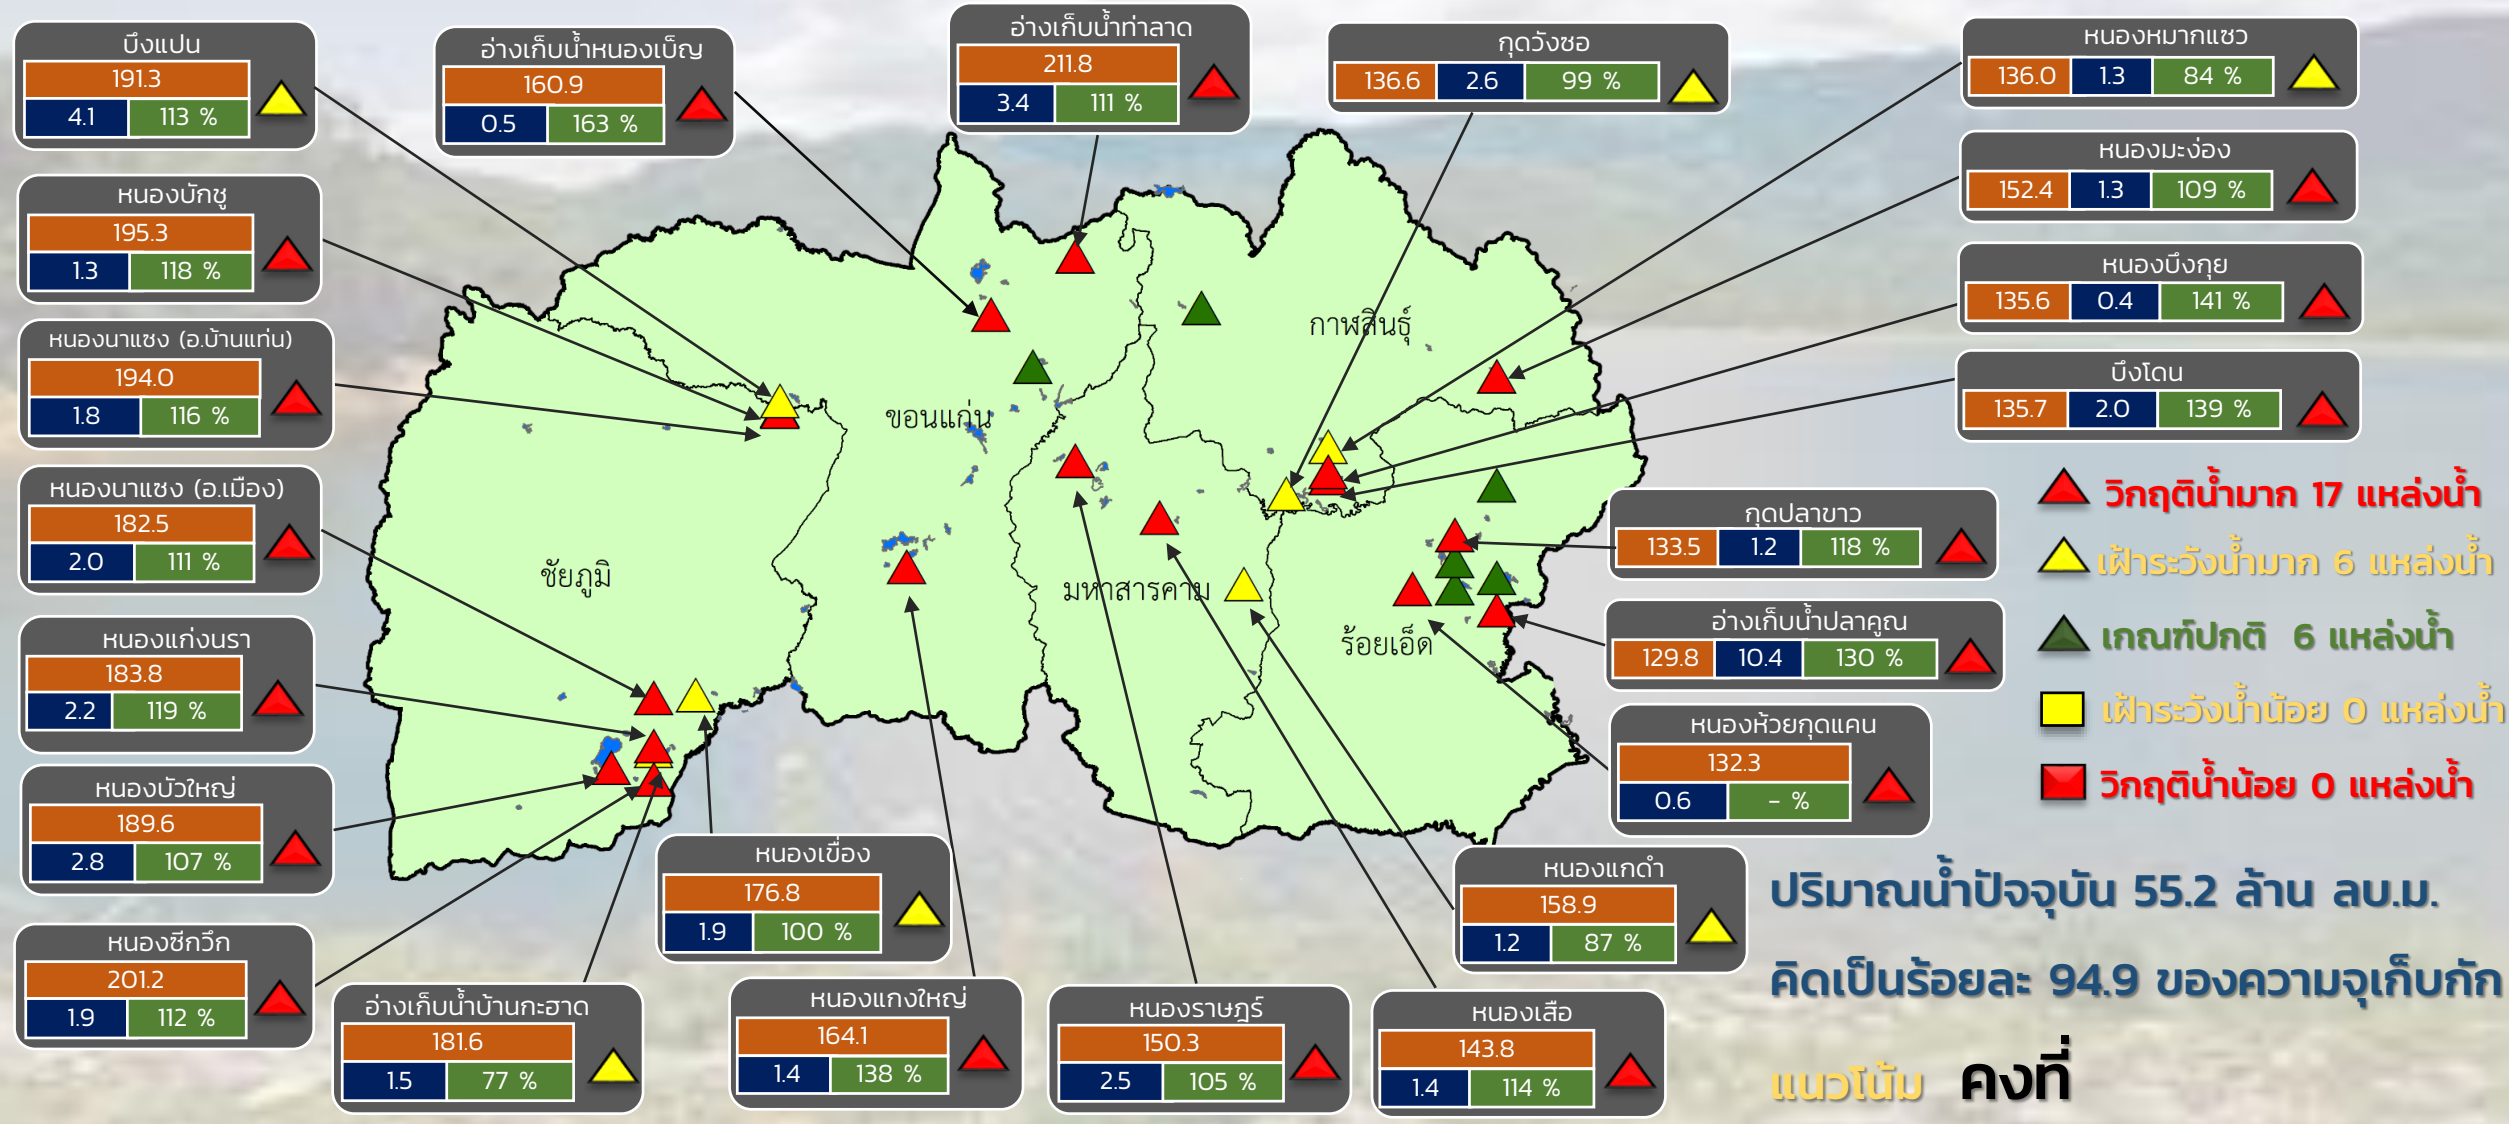 บึงแปน
191.3
4.1 113 %
อ่างเก็บน้ำหนองเบ็ญ
160.9
0.5 163 %
อ่างเก็บน้ำท่าลาด
211.8
3.4 111 %
กุดวังซอ
136.6 2.6 99 %
หนองหมากแซว
136.0 1.3 84 %
หนองบักชู
195.3
1.3 118 %
หนองมะง่อง
152.4 1.3 109 %
หนองบึงกุย
135.6 0.4 141 %
หนองนาแซง (อ.บ้านแท่น)
194.0
1.8 116 %
บึงโดน
135.7 2.0 139 %
หนองนาแซง (อ.เมือง)
182.5
2.0 111 %
กาฬสินธุ์
ขอนแก่น
ชัยภูมิ
มหาสารคาม
ร้อยเอ็ด
กุดปลาขาว
133.5 1.2 118 %
อ่างเก็บน้ำปลาคูณ
129.8 10.4 130 %
หนองห้วยกุดแคน
132.3
0.6 - %
วิกฤติน้ำมาก 17 แหล่งน้ำ
เฝ้าระวังน้ำมาก 6 แหล่งน้ำ
เกณฑ์ปกติ 6 แหล่งน้ำ
เฝ้าระวังน้ำน้อย 0 แหล่งน้ำ
วิกฤติน้ำน้อย 0 แหล่งน้ำ
หนองแก่งนรา
183.8
2.2 119 %
หนองบัวใหญ่
189.6
2.8 107 %
หนองซีกวึก
201.2
1.9 112 %
หนองเขื่อง
176.8
1.9 100 %
หนองแกดำ
158.9
1.2 87 %
อ่างเก็บน้ำบ้านกะฮาด
181.6
1.5 77 %
หนองแกงใหญ่
164.1
1.4 138 %
หนองราษฎร์
150.3
2.5 105 %
หนองเสือ
143.8
1.4 114 %
ปริมาณน้ำปัจจุบัน 55.2 ล้าน ลบ.ม.
คิดเป็นร้อยละ 94.9 ของความจุเก็บกัก
แนวโน้ม คงที่